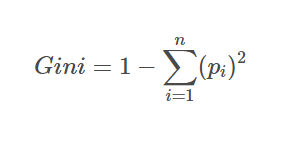 Gini = 1 − ∑_{i=1}^{n} (p_i)^2